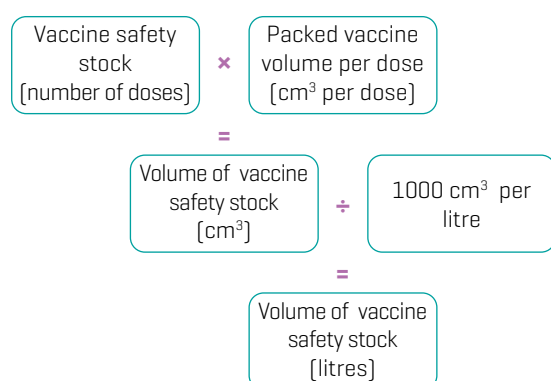 Vaccine safety
stock
(number of doses)
×
Packed vaccine
volume per dose
(cm³ per dose)
=
Volume of vaccine
safety stock
(cm³)
÷
1000 cm³ per
litre
=
Volume of vaccine
safety stock
(litres)